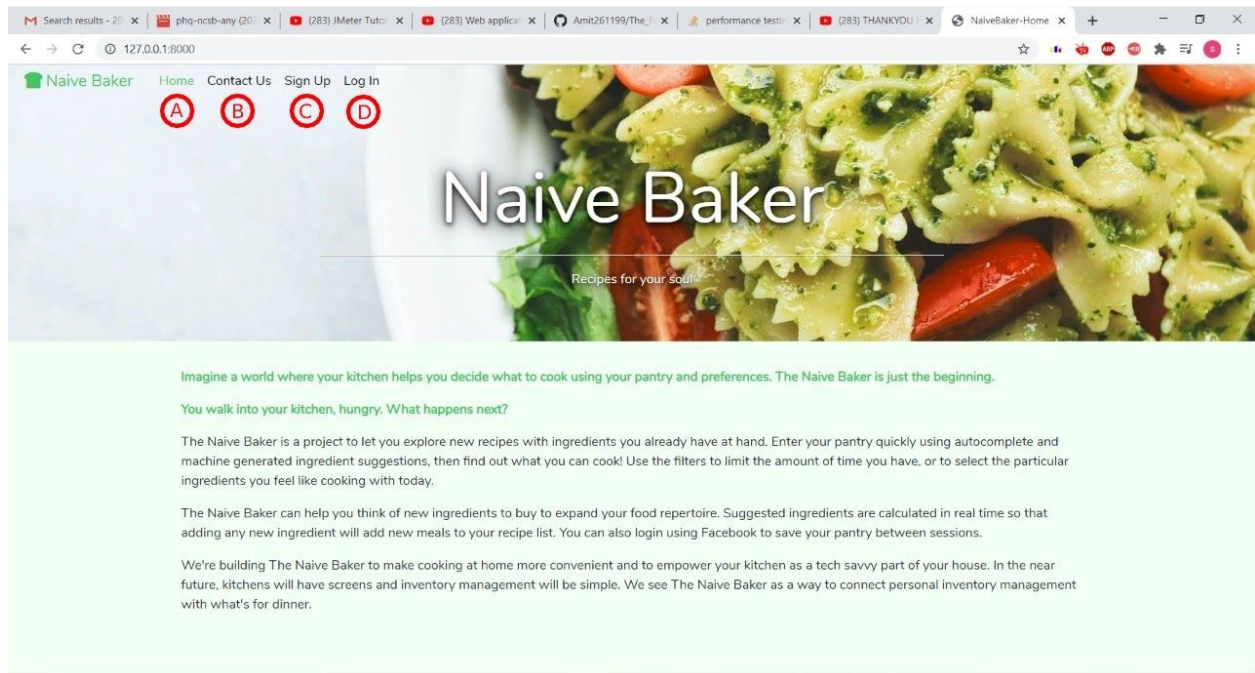 Search results - 20
phq-ncsb-any (202
(283) JMeter Tutor
(283) Web applicat
Amit261199/The_N
performance testin
(283) THANKYOU
NaiveBaker-Home
127.0.0.1:8000
Naive Baker Home Contact Us Sign Up Log In
A B C D
Naive Baker
Recipes for your soul
Imagine a world where your kitchen helps you decide what to cook using your pantry and preferences. The Naive Baker is just the beginning.
You walk into your kitchen, hungry. What happens next?
The Naive Baker is a project to let you explore new recipes with ingredients you already have at hand. Enter your pantry quickly using autocomplete and
machine generated ingredient suggestions, then find out what you can cook! Use the filters to limit the amount of time you have, or to select the particular
ingredients you feel like cooking with today.
The Naive Baker can help you think of new ingredients to buy to expand your food repertoire. Suggested ingredients are calculated in real time so that
adding any new ingredient will add new meals to your recipe list. You can also login using Facebook to save your pantry between sessions.
We're building The Naive Baker to make cooking at home more convenient and to empower your kitchen as a tech savvy part of your house. In the near
future, kitchens will have screens and inventory management will be simple. We see The Naive Baker as a way to connect personal inventory management
with what's for dinner.